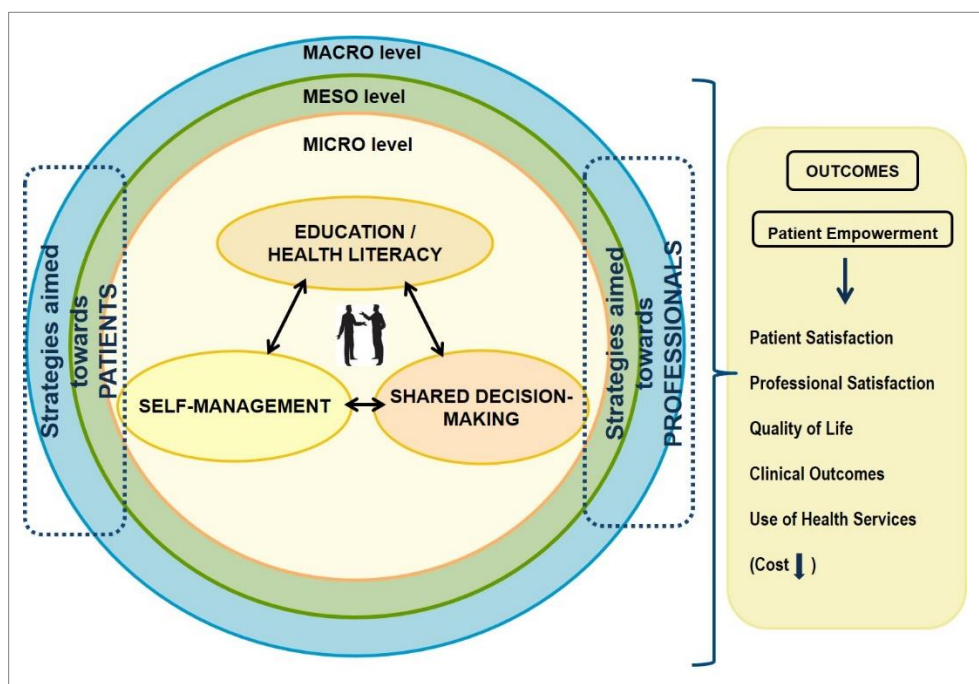 MACRO level
MESO level
MICRO level
EDUCATION /
HEALTH LITERACY
SELF-MANAGEMENT
SHARED DECISION-
MAKING
Strategies aimed
towards
PATIENTS
Strategies aimed
towards
PROFESSIONALS
OUTCOMES
Patient Empowerment
Patient Satisfaction
Professional Satisfaction
Quality of Life
Clinical Outcomes
Use of Health Services
(Cost )